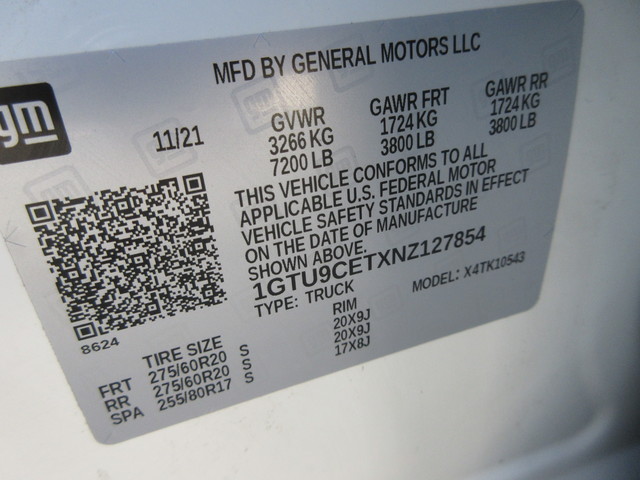 MFD BY GENERAL MOTORS LLC
gm
11/21
GVWR
3266 KG
7200 LB
GAWR FRT
1724 KG
3800 LB
GAWR RR
1724 KG
3800 LB
THIS VEHICLE CONFORMS TO ALL
APPLICABLE U.S. FEDERAL MOTOR
VEHICLE SAFETY STANDARDS IN EFFECT
ON THE DATE OF MANUFACTURE
SHOWN ABOVE.
1GTU9CETXNZ127854
TYPE: TRUCK
MODEL: X4TK10543
8624
TIRE SIZE
RIM
FRT 275/60R20 S 20X9J
RR 275/60R20 S 20X9J
SPA 255/80R17 S 17X8J